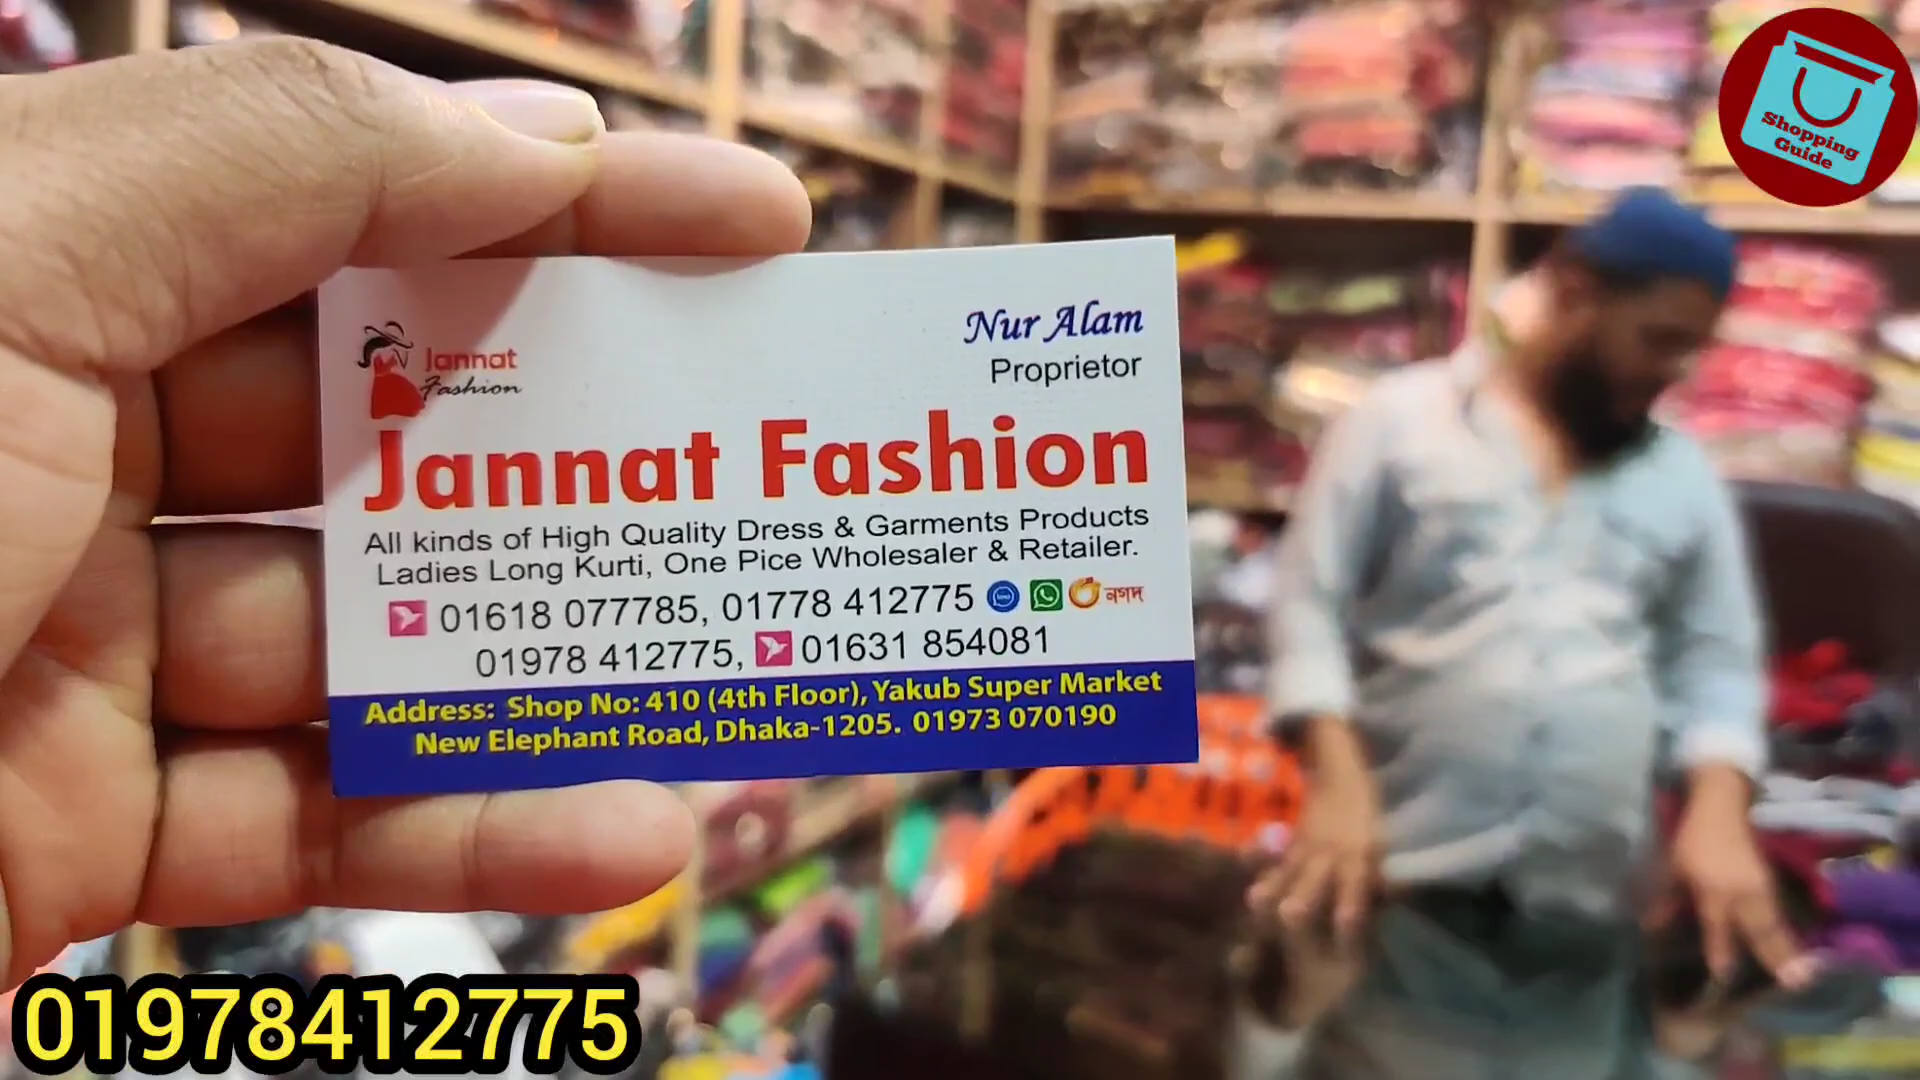 Shopping
Guide
Nur Alam
Proprietor
Jannat
Fashion
Jannat Fashion
All kinds of High Quality Dress & Garments Products
Ladies Long Kurti, One Pice Wholesaler & Retailer.
01618 077785, 01778 412775 নগদ
01978 412775, 01631 854081
Address: Shop No: 410 (4th Floor), Yakub Super Market
New Elephant Road, Dhaka-1205. 01973 070190
01978412775